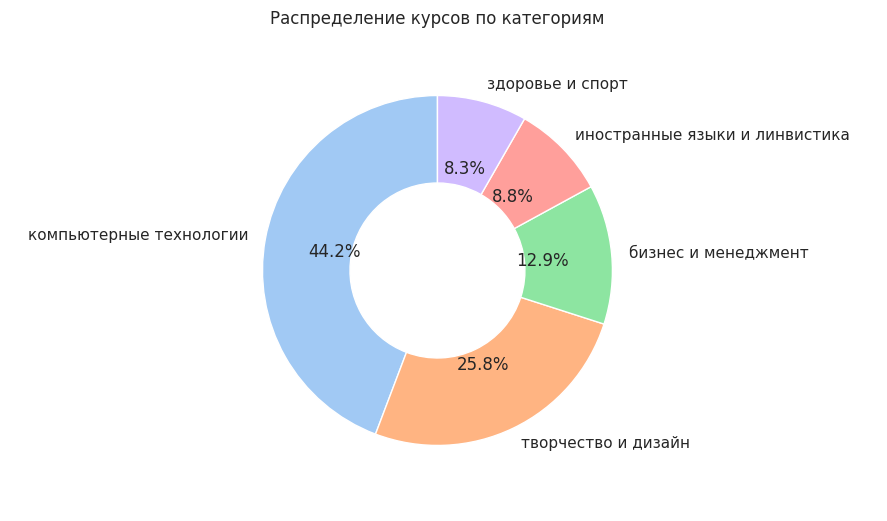 Распределение курсов по категориям
здоровье и спорт
иностранные языки и линвистика
8.3%
8.8%
компьютерные технологии
44.2%
12.9%
бизнес и менеджмент
25.8%
творчество и дизайн